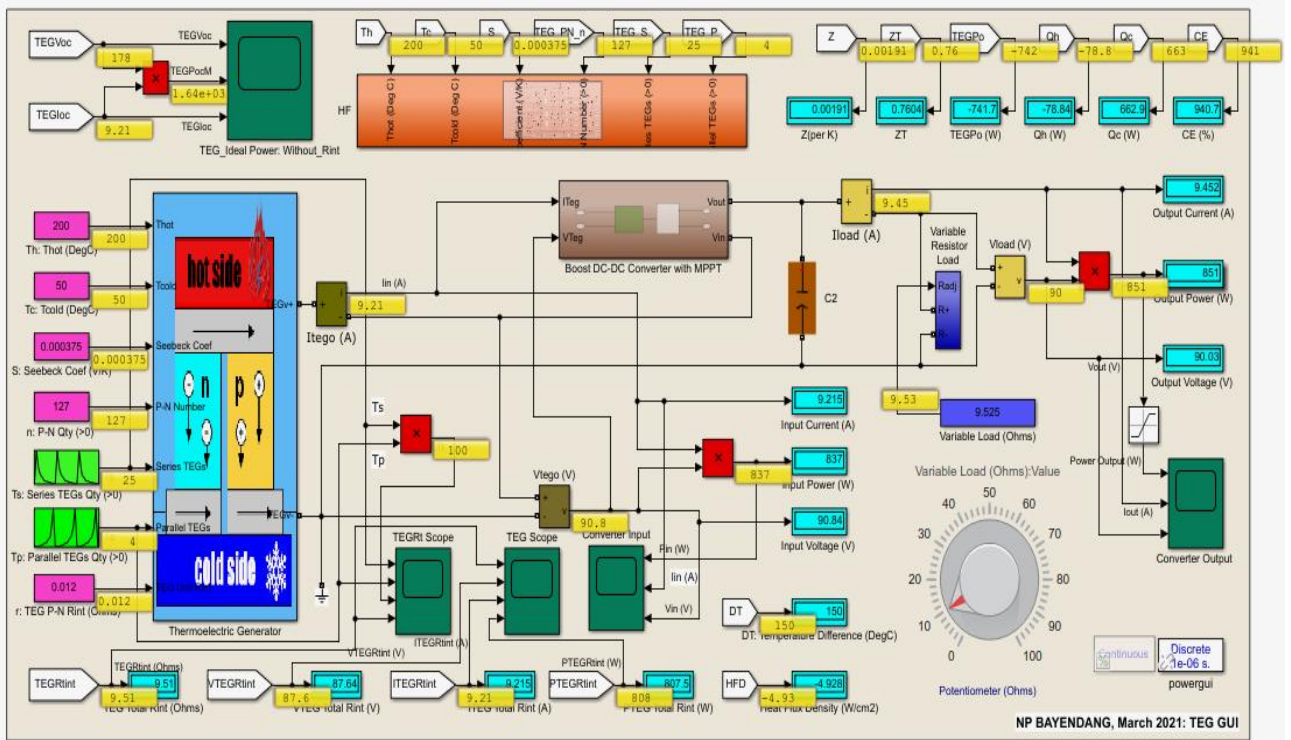 TEGVoc
TEGVoc
178
TEGPocM
1.64e+03
TEGIoc
TEGIoc
9.21
TEG_Ideal Power: Without_Rint
Th
Tc
S
TEG_PN_n
TEG_S
TEG_P
200
50
0.000375
127
25
4
HF
Thot (Deg C)
Tcold (Deg C)
Z
ZT
TEGPo
Qh
Qc
CE
0.00191
0.76
-742
-78.8
663
941
0.00191
0.7604
-741.7
-78.84
662.9
940.7
Z(per K)
ZT
TEGPo (W)
Qh (W)
Qc (W)
CE (%)
200
Thot
200
Th: Thot (DegC)
50
Tcold
50
Tc: Tcold (DegC)
0.000375
Seebeck Coef
0.000375
S: Seebeck Coef (V/K)
127
P-N Number
127
n: P-N Qty (>0)
Series TEGs
25
Ts: Series TEGs Qty (>0)
Parallel TEGs
4
Tp: Parallel TEGs Qty (>0)
0.012
0.012
r: TEG P-N Rint (Ohms)
hot side
n
p
cold side
TEGv+
TEGv-
Thermoelectric Generator
Iin (A)
9.21
Itego (A)
ITeg
VTeg
Vout
Vin
Boost DC-DC Converter with MPPT
C2
9.45
Iload (A)
Variable
Resistor
Load
Radj
R+
R-
Vload (V)
90
851
9.452
Output Current (A)
851
Output Power (W)
90.03
Output Voltage (V)
Vout (V)
9.53
9.525
Variable Load (Ohms)
Ts
Tp
100
Vtego (V)
90.8
837
9.215
Input Current (A)
837
Input Power (W)
90.84
Input Voltage (V)
TEGRt Scope
TEG Scope
Converter Input
Pin (W)
Iin (A)
Vin (V)
ITEGRtint (A)
VTEGRtint (V)
PTEGRtint (W)
Power Output (W)
Iout (A)
Converter Output
Variable Load (Ohms):Value
0
10
20
30
40
50
60
70
80
90
100
Potentiometer (Ohms)
DT
150
150
DT: Temperature Difference (DegC)
HFD
-4.928
-4.93
Heat Flux Density (W/cm2)
TEGRtint
TEGRtint (Ohms)
9.51
9.51
TEG Total Rint (Ohms)
VTEGRtint
87.64
87.6
VTEG Total Rint (V)
ITEGRtint
9.215
9.21
ITEG Total Rint (A)
PTEGRtint
807.5
808
PTEG Total Rint (W)
Continuous
Discrete
1e-06 s.
powergui
NP BAYENDANG, March 2021: TEG GUI